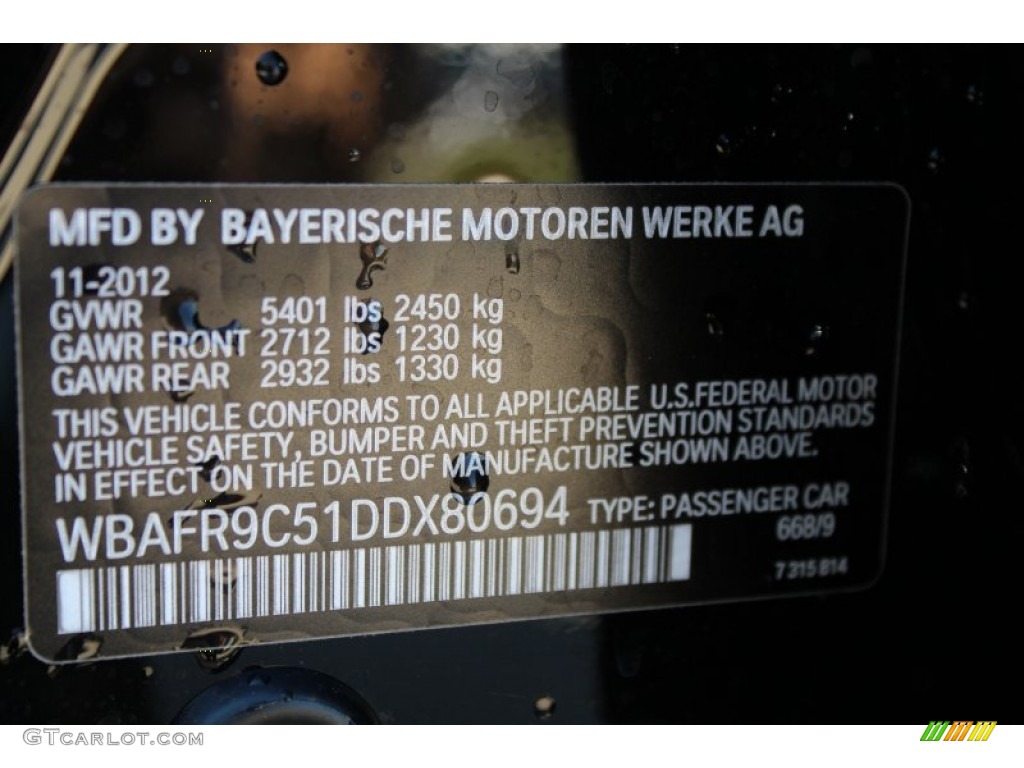 MFD BY BAYERISCHE MOTOREN WERKE AG
11-2012
GVWR 5401 lbs 2450 kg
GAWR FRONT 2712 lbs 1230 kg
GAWR REAR 2932 lbs 1330 kg
THIS VEHICLE CONFORMS TO ALL APPLICABLE U.S.FEDERAL MOTOR
VEHICLE SAFETY, BUMPER AND THEFT PREVENTION STANDARDS
IN EFFECT ON THE DATE OF MANUFACTURE SHOWN ABOVE.
WBAFR9C51DDX80694 TYPE: PASSENGER CAR
668/9
7 315 814
GTCARLOT.COM